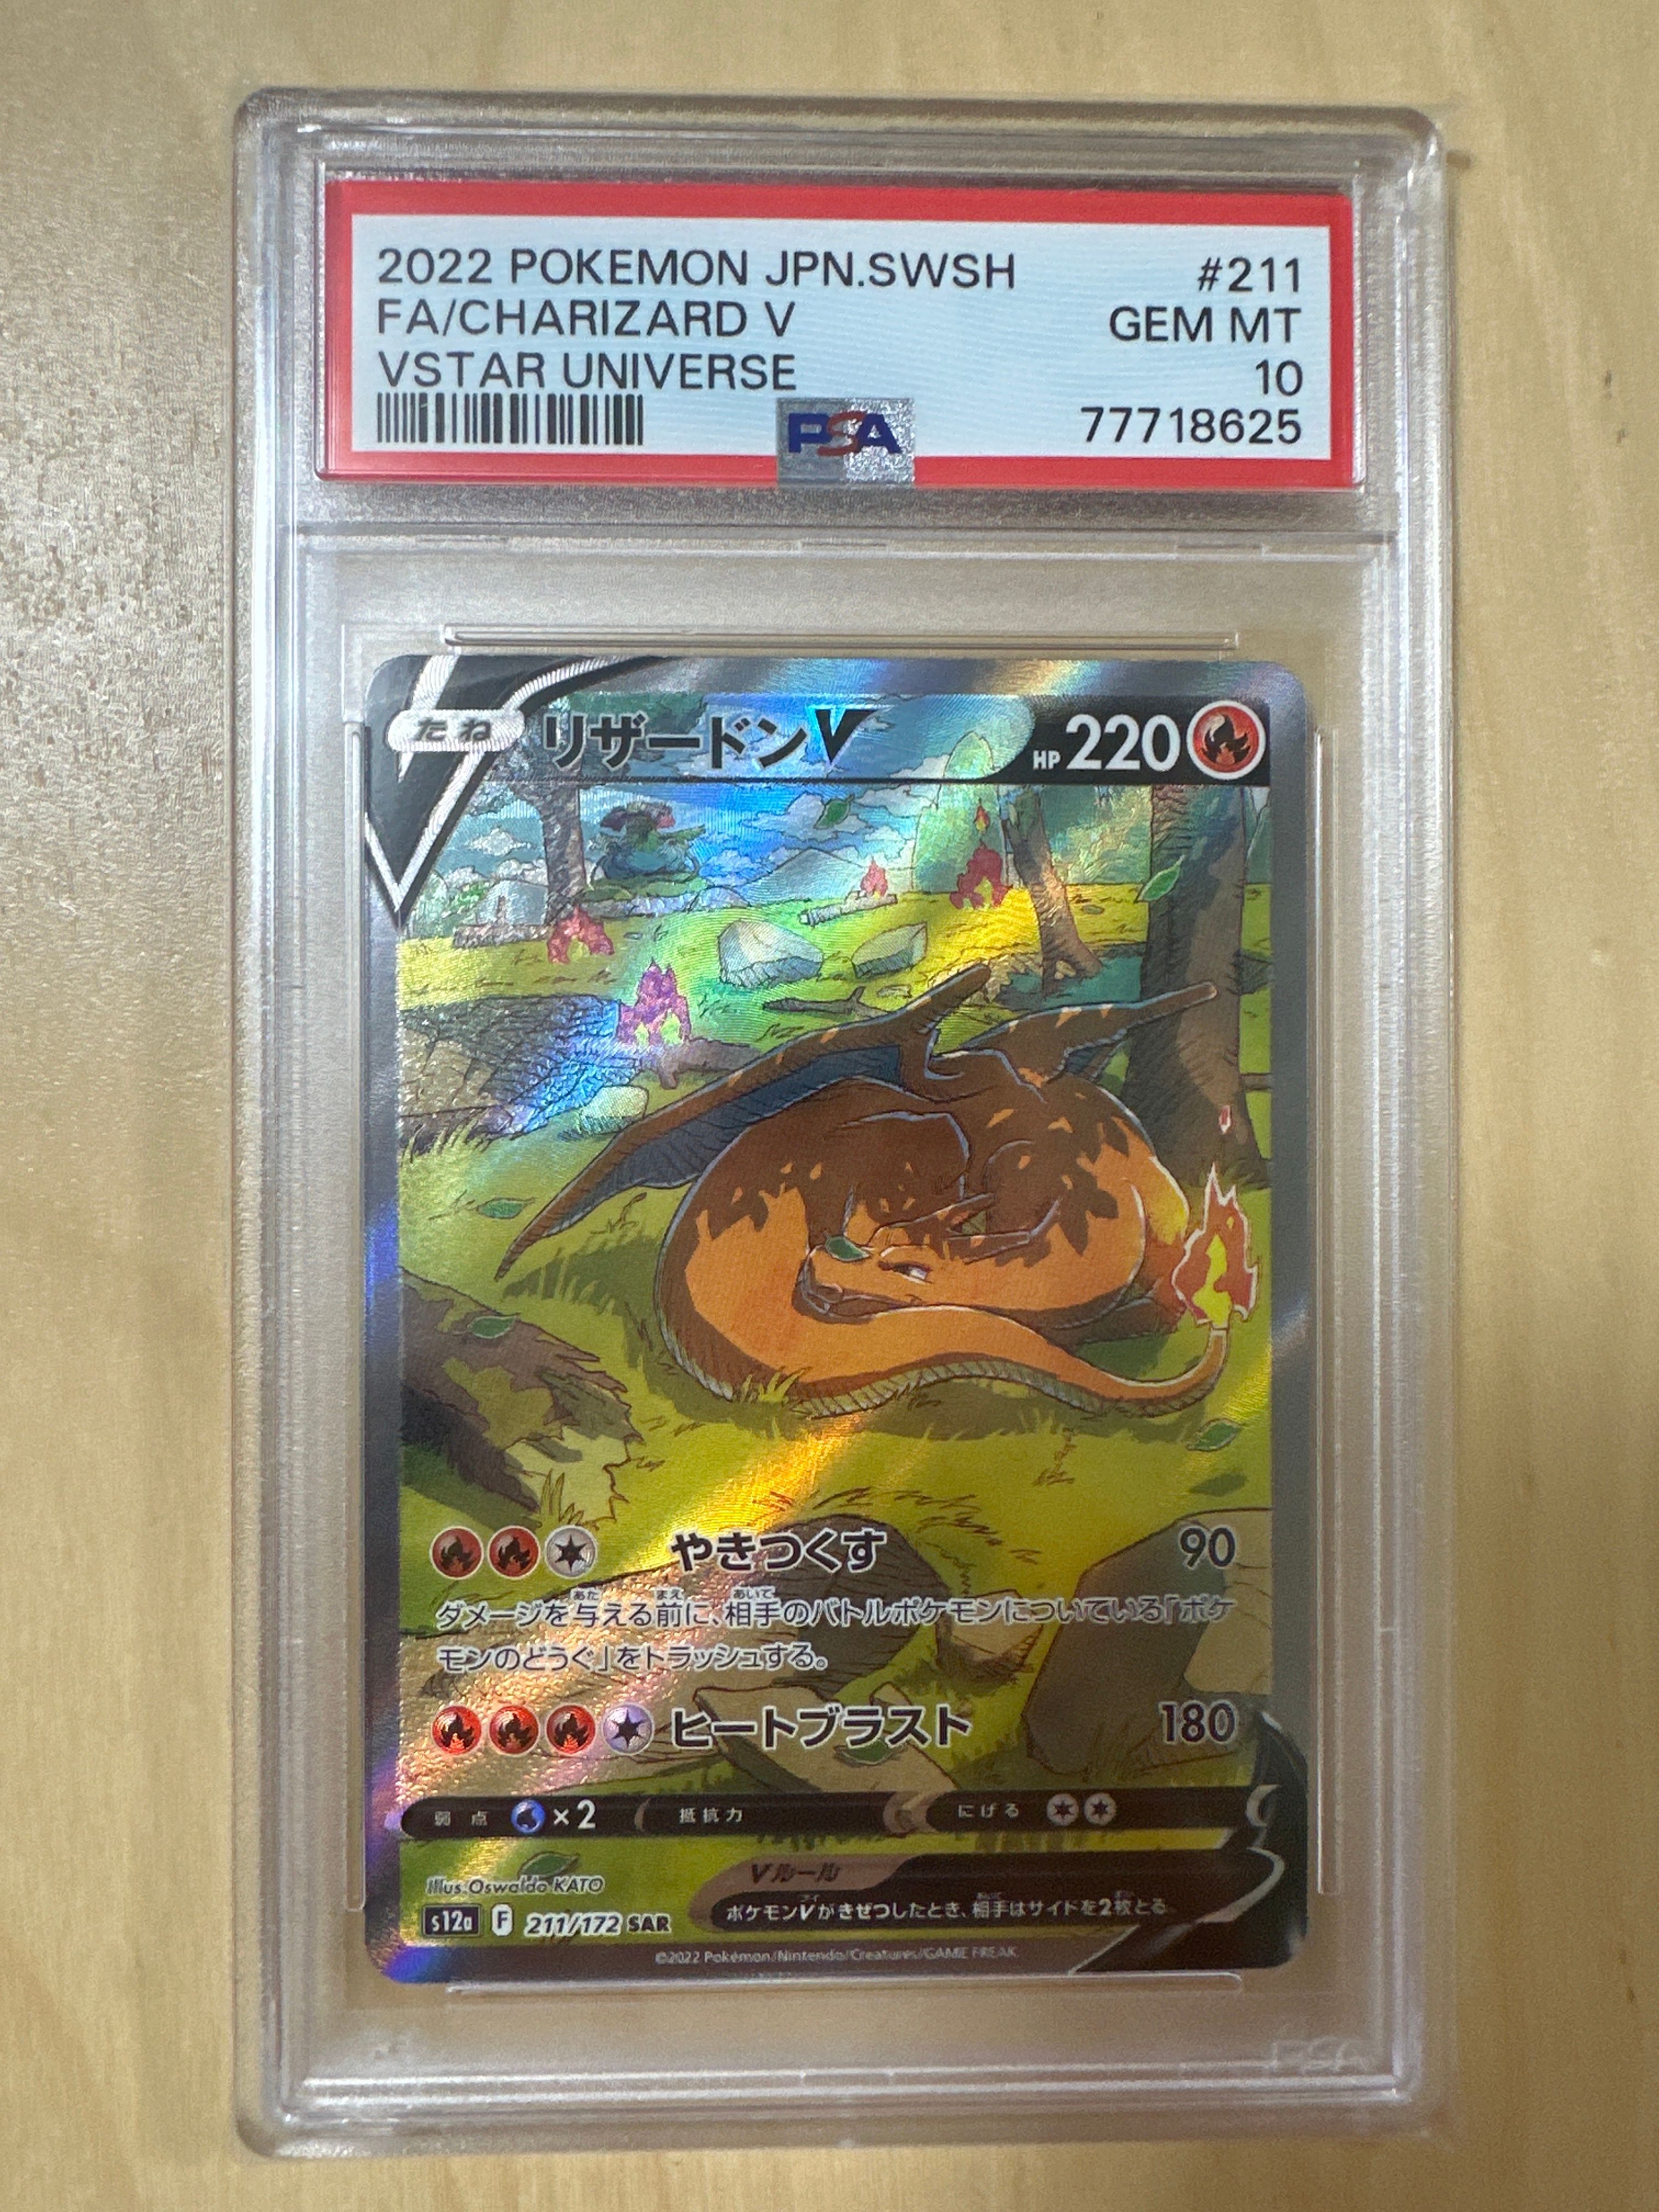 2022 POKEMON JPN.SWSH #211
FA/CHARIZARD V GEM MT
VSTAR UNIVERSE 10
PSA 77718625
たね リザードンV HP 220
やきつくす 90
ダメージを与える前に、相手のバトルポケモンについている「ポケ
モンのどうぐ」をトラッシュする。
ヒートブラスト 180
弱点 ×2 抵抗力 にげる
Vルール
Illus.Oswaldo KATO
ポケモンVがきぜつしたとき、相手はサイドを2枚とる。
s12a F 211/172 SAR
©2022 Pokémon/Nintendo/Creatures/GAME FREAK
PSA